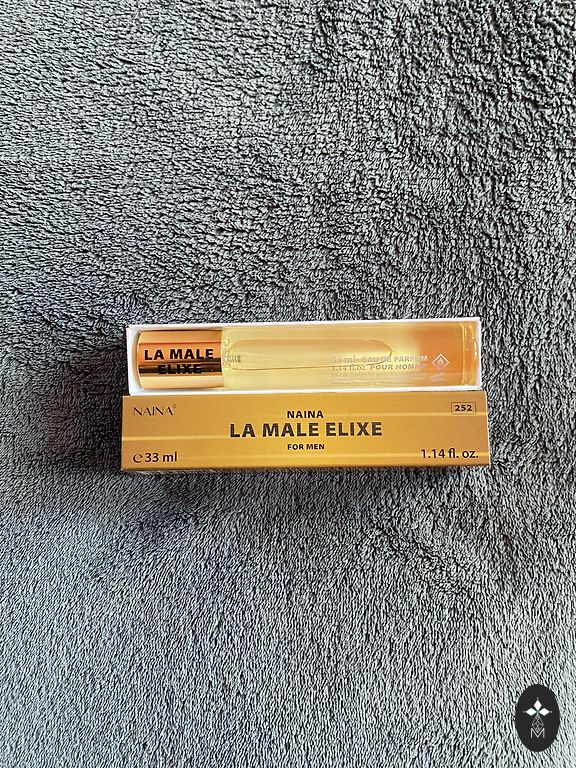 LA MALE
ELIXE
33 ml EAU DE PARFUM
1.14 fl.oz. POUR HOMME
NAINA®
NAINA
LA MALE ELIXE
FOR MEN
252
℮33 ml
1.14 fl. oz.
M